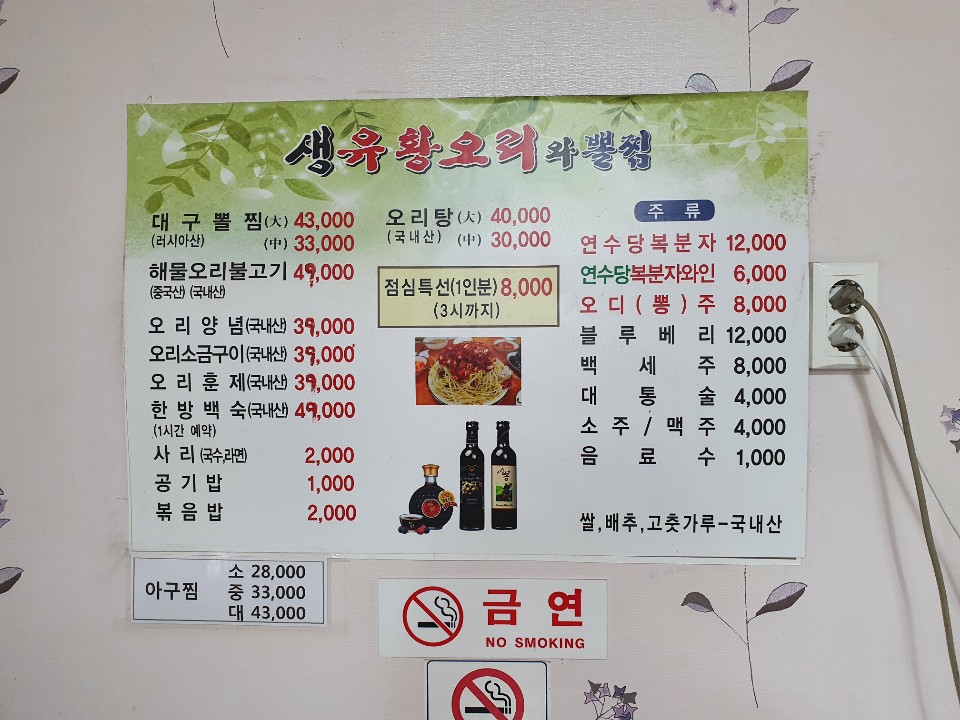 생유황오리와뽈찜
대구뽈찜(大) 43,000
(러시아산) (中) 33,000
해물오리불고기 49,000
(중국산) (국내산)
오리양념(국내산) 39,000
오리소금구이(국내산) 39,000
오리훈제(국내산) 39,000
한방백숙(국내산) 49,000
(1시간 예약)
사리(국수,라면) 2,000
공기밥 1,000
볶음밥 2,000
오리탕(大) 40,000
(국내산) (中) 30,000
점심특선(1인분) 8,000
(3시까지)
주류
연수당복분자 12,000
연수당복분자와인 6,000
오디(뽕)주 8,000
블루베리 12,000
백세주 8,000
대통술 4,000
소주/맥주 4,000
음료수 1,000
쌀,배추,고춧가루-국내산
아구찜
소 28,000
중 33,000
대 43,000
금연
NO SMOKING